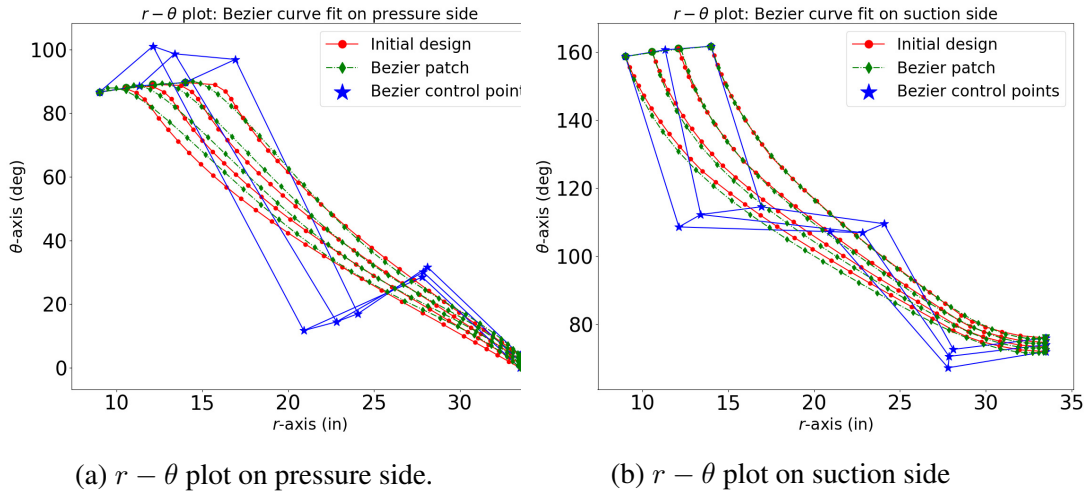 r − θ plot: Bezier curve fit on pressure side
Initial design
Bezier patch
Bezier control points
100
80
60
40
20
0
θ-axis (deg)
10 15 20 25 30
r-axis (in)
(a) r − θ plot on pressure side.
r − θ plot: Bezier curve fit on suction side
Initial design
Bezier patch
Bezier control points
160
140
120
100
80
θ-axis (deg)
10 15 20 25 30 35
r-axis (in)
(b) r − θ plot on suction side